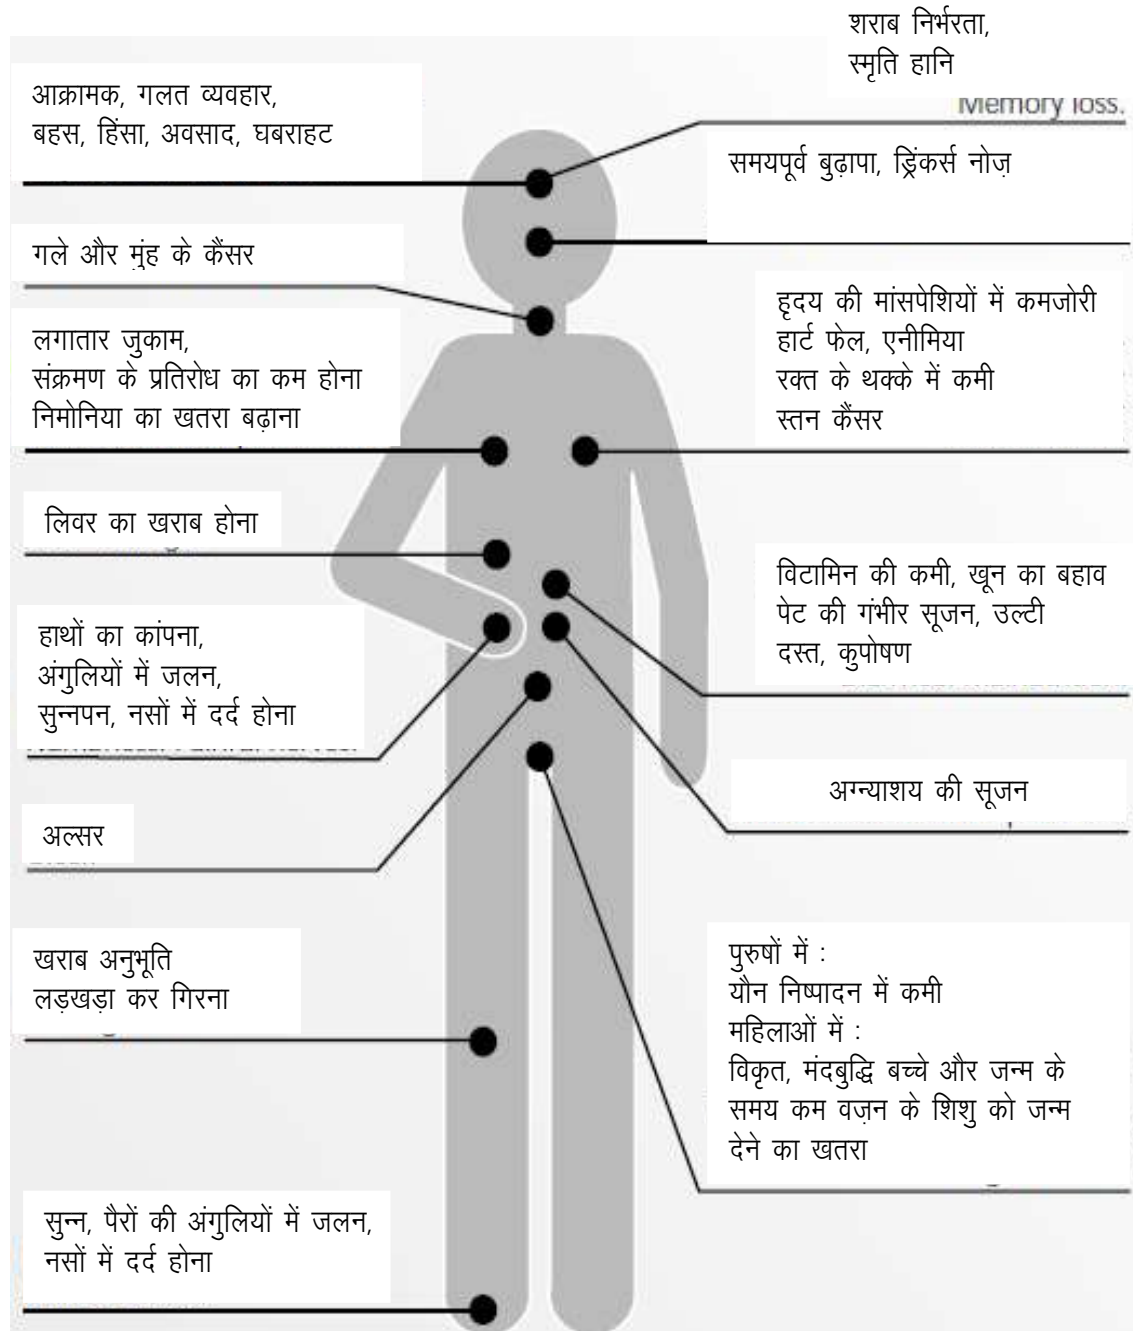 शराब निर्भरता,
स्मृति हानि
Memory loss.
आक्रामक, गलत व्यवहार,
बहस, हिंसा, अवसाद, घबराहट
समयपूर्व बुढ़ापा, ड्रिंकर्स नोज़
गले और मुंह के कैंसर
हृदय की मांसपेशियों में कमजोरी
हार्ट फेल, एनीमिया
रक्त के थक्के में कमी
स्तन कैंसर
लगातार जुकाम,
संक्रमण के प्रतिरोध का कम होना
निमोनिया का खतरा बढ़ाना
लिवर का खराब होना
विटामिन की कमी, खून का बहाव
पेट की गंभीर सूजन, उल्टी
दस्त, कुपोषण
हाथों का कांपना,
अंगुलियों में जलन,
सुन्नपन, नसों में दर्द होना
अग्न्याशय की सूजन
अल्सर
खराब अनुभूति
लड़खड़ा कर गिरना
पुरुषों में :
यौन निष्पादन में कमी
महिलाओं में :
विकृत, मंदबुद्धि बच्चे और जन्म के
समय कम वज़न के शिशु को जन्म
देने का खतरा
सुन्न, पैरों की अंगुलियों में जलन,
नसों में दर्द होना